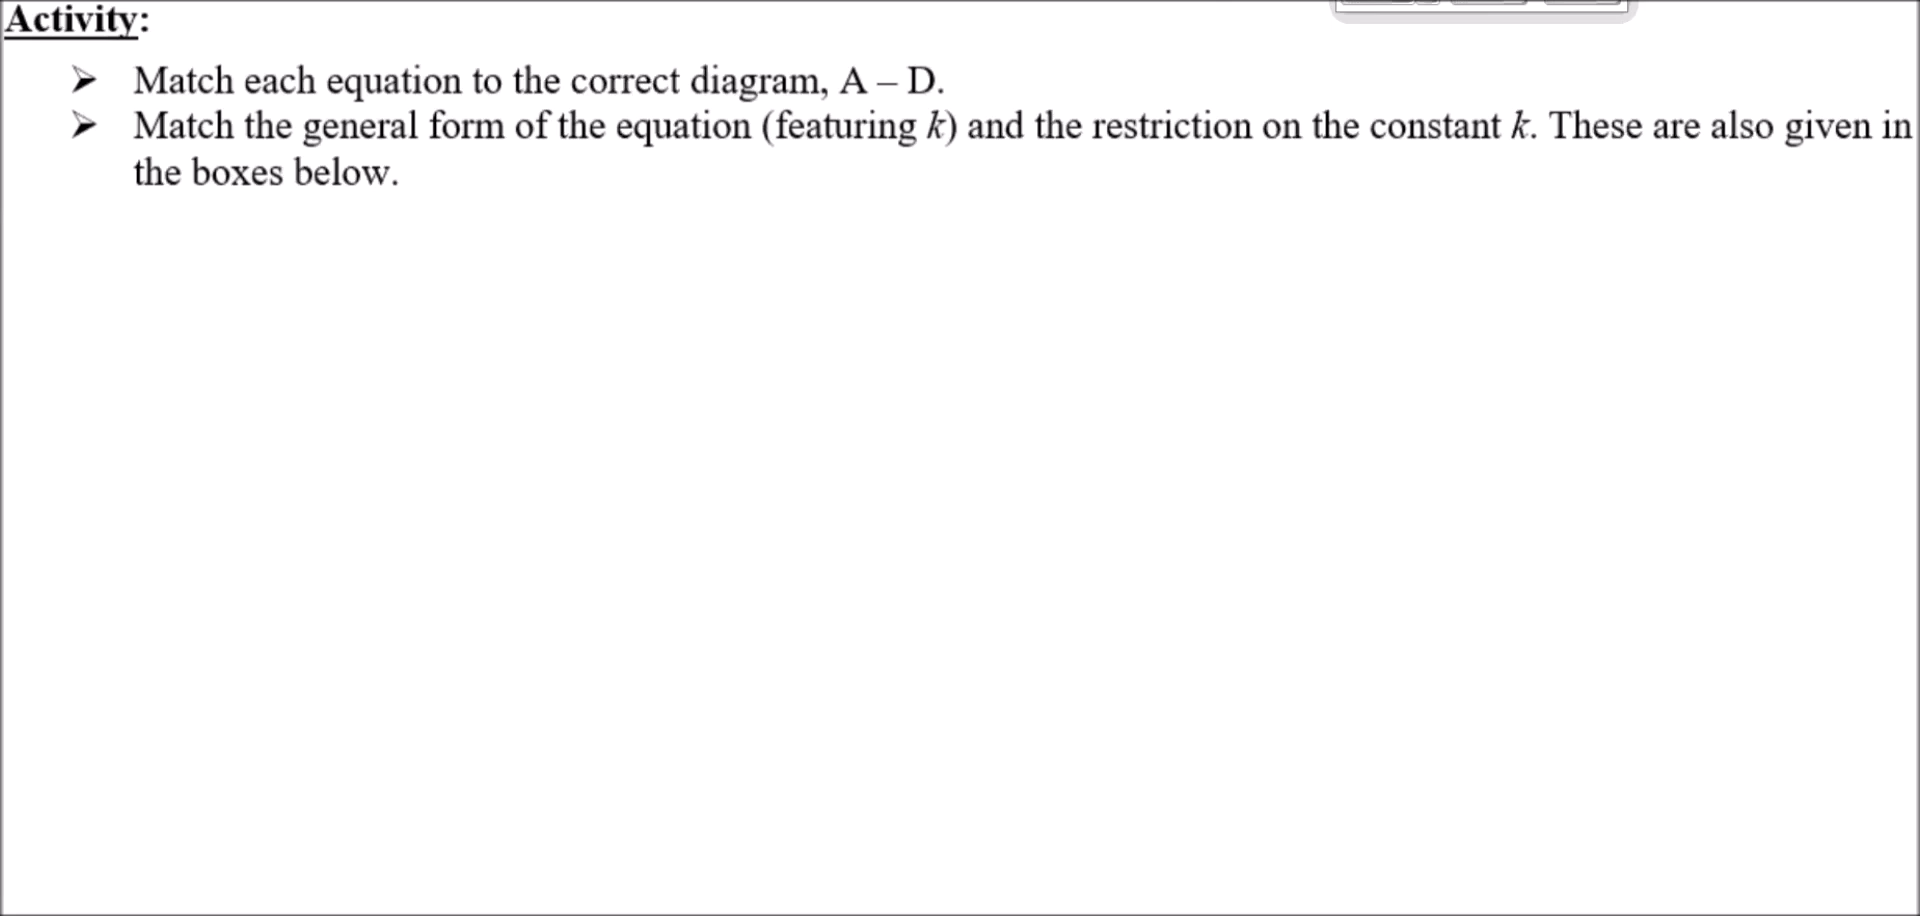 Activity:
➢ Match each equation to the correct diagram, A – D.
➢ Match the general form of the equation (featuring k) and the restriction on the constant k. These are also given in
the boxes below.